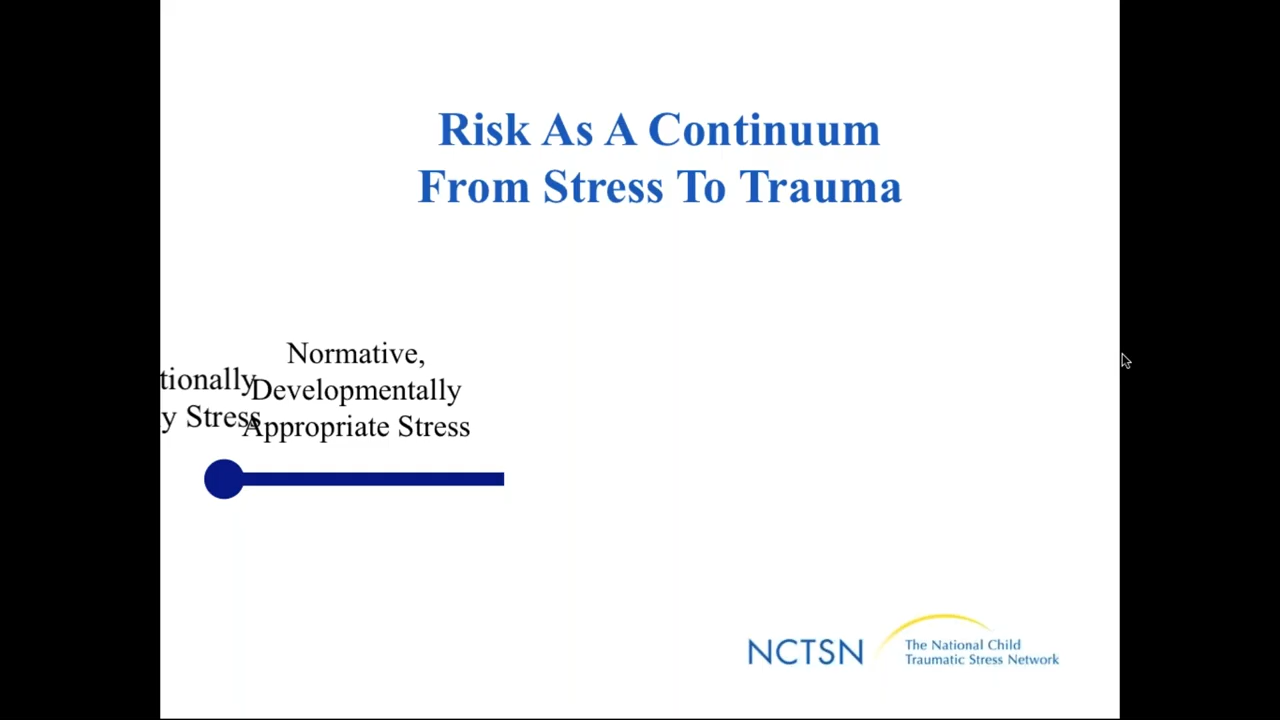 Risk As A Continuum
From Stress To Trauma
Normative,
Developmentally
Appropriate Stress
tionally
y Stress
NCTSN
The National Child
Traumatic Stress Network